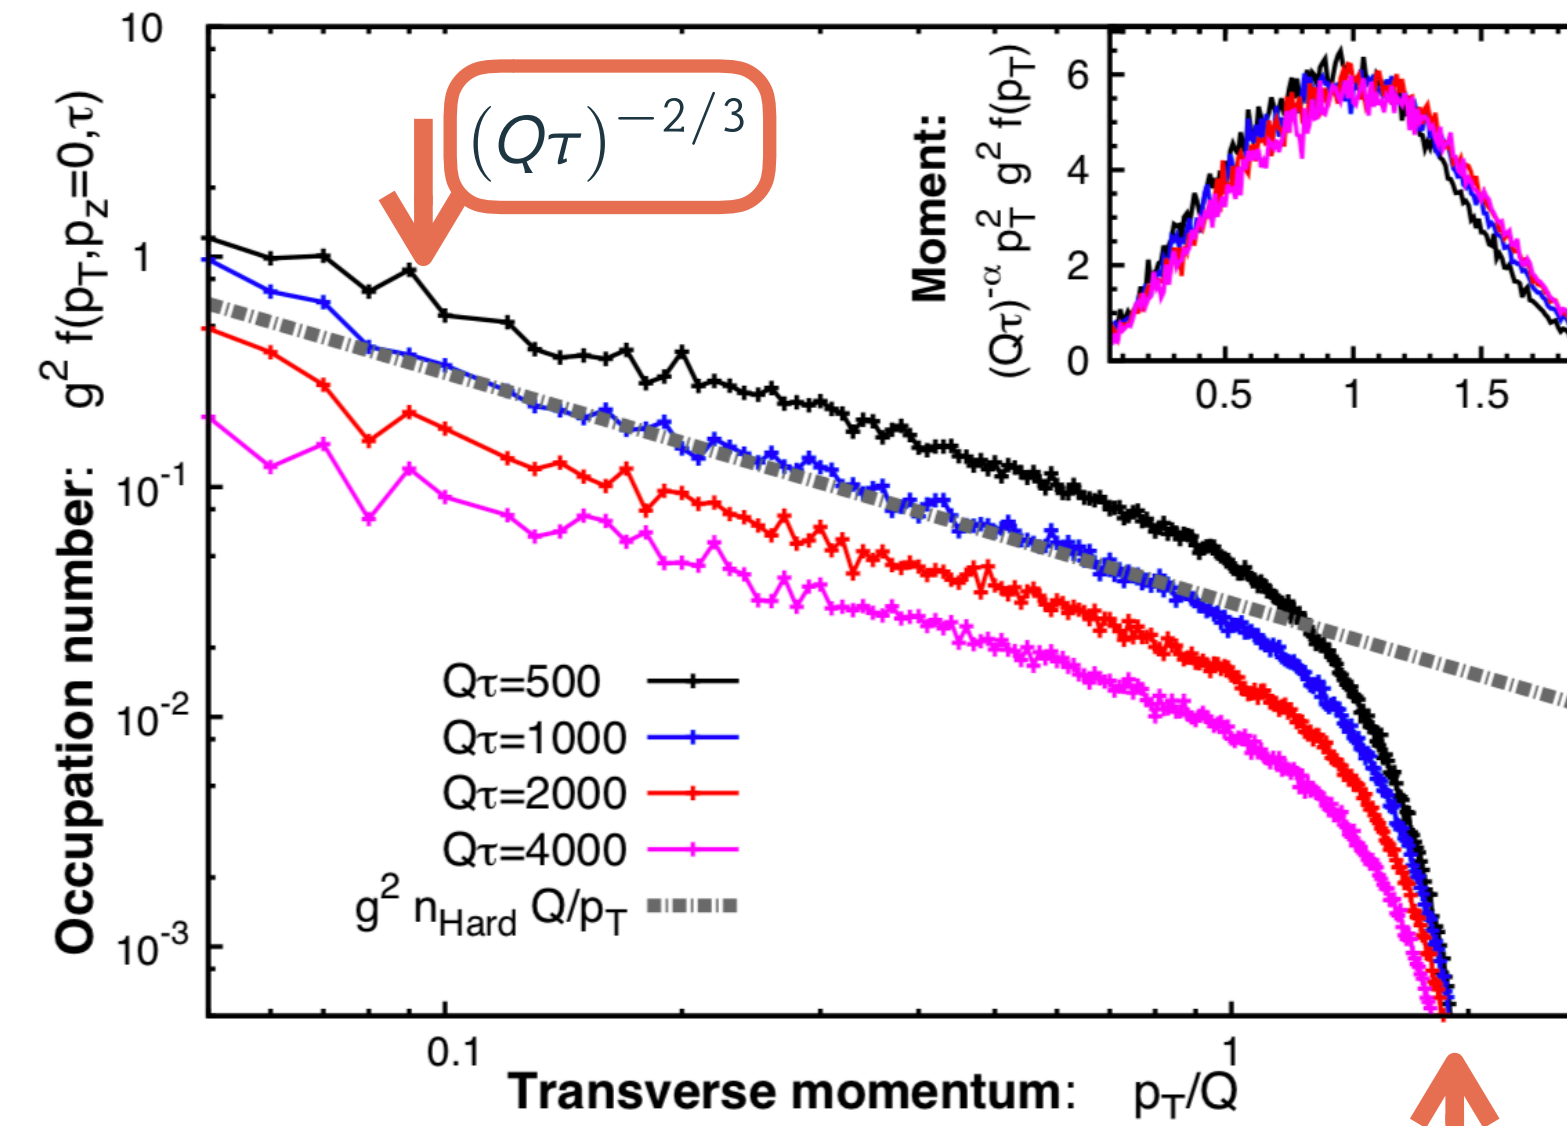 10
1
10⁻¹
10⁻²
10⁻³
Occupation number: g² f(p_T,p_z=0,τ)
(Qτ)^{−2/3}
Qτ=500
Qτ=1000
Qτ=2000
Qτ=4000
g² n_Hard Q/p_T
0.1
1
Transverse momentum: p_T/Q
Moment:
(Qτ)^{-α} p_T² g² f(p_T)
6
4
2
0
0.5
1
1.5